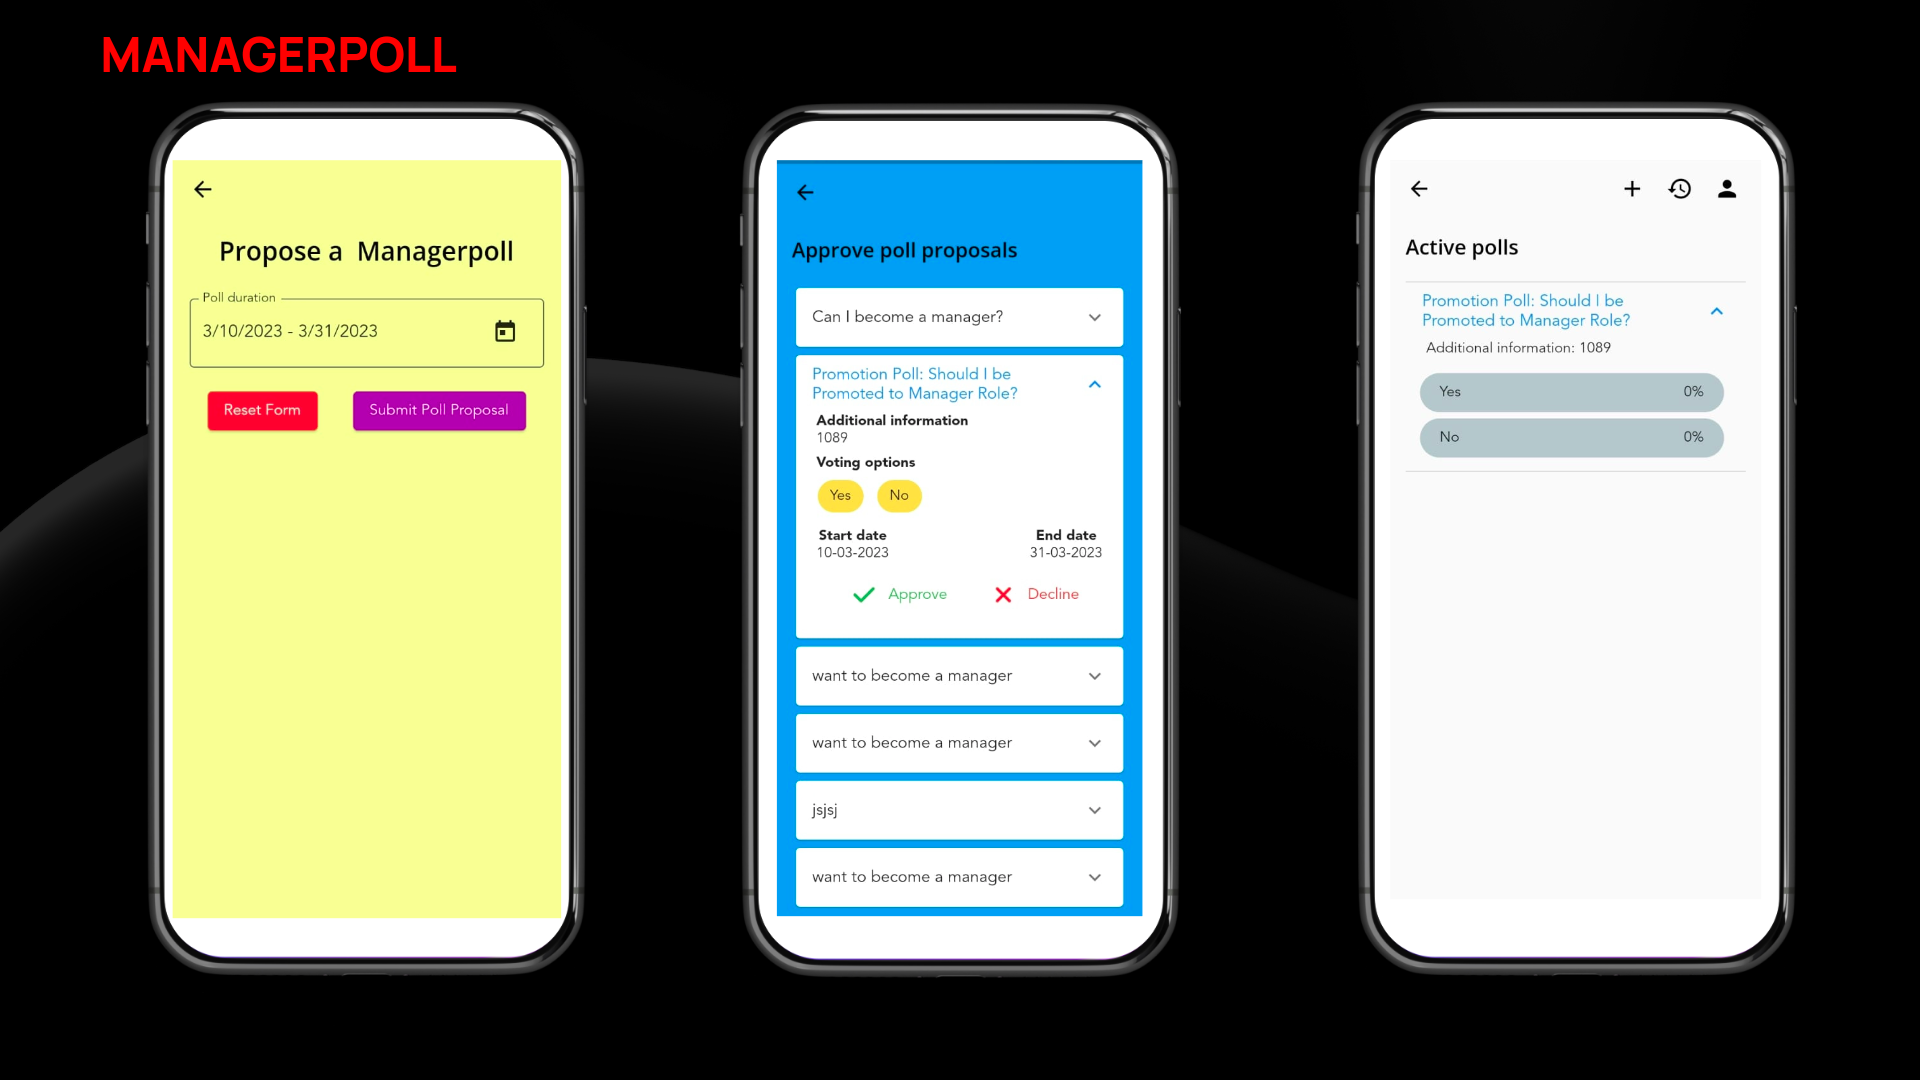 MANAGERPOLL
Propose a Managerpoll
Poll duration
3/10/2023 - 3/31/2023
Reset Form
Submit Poll Proposal
Approve poll proposals
Can I become a manager?
Promotion Poll: Should I be
Promoted to Manager Role?
Additional information
1089
Voting options
Yes No
Start date End date
10-03-2023 31-03-2023
Approve Decline
want to become a manager
want to become a manager
jsjsj
want to become a manager
Active polls
Promotion Poll: Should I be
Promoted to Manager Role?
Additional information: 1089
Yes 0%
No 0%